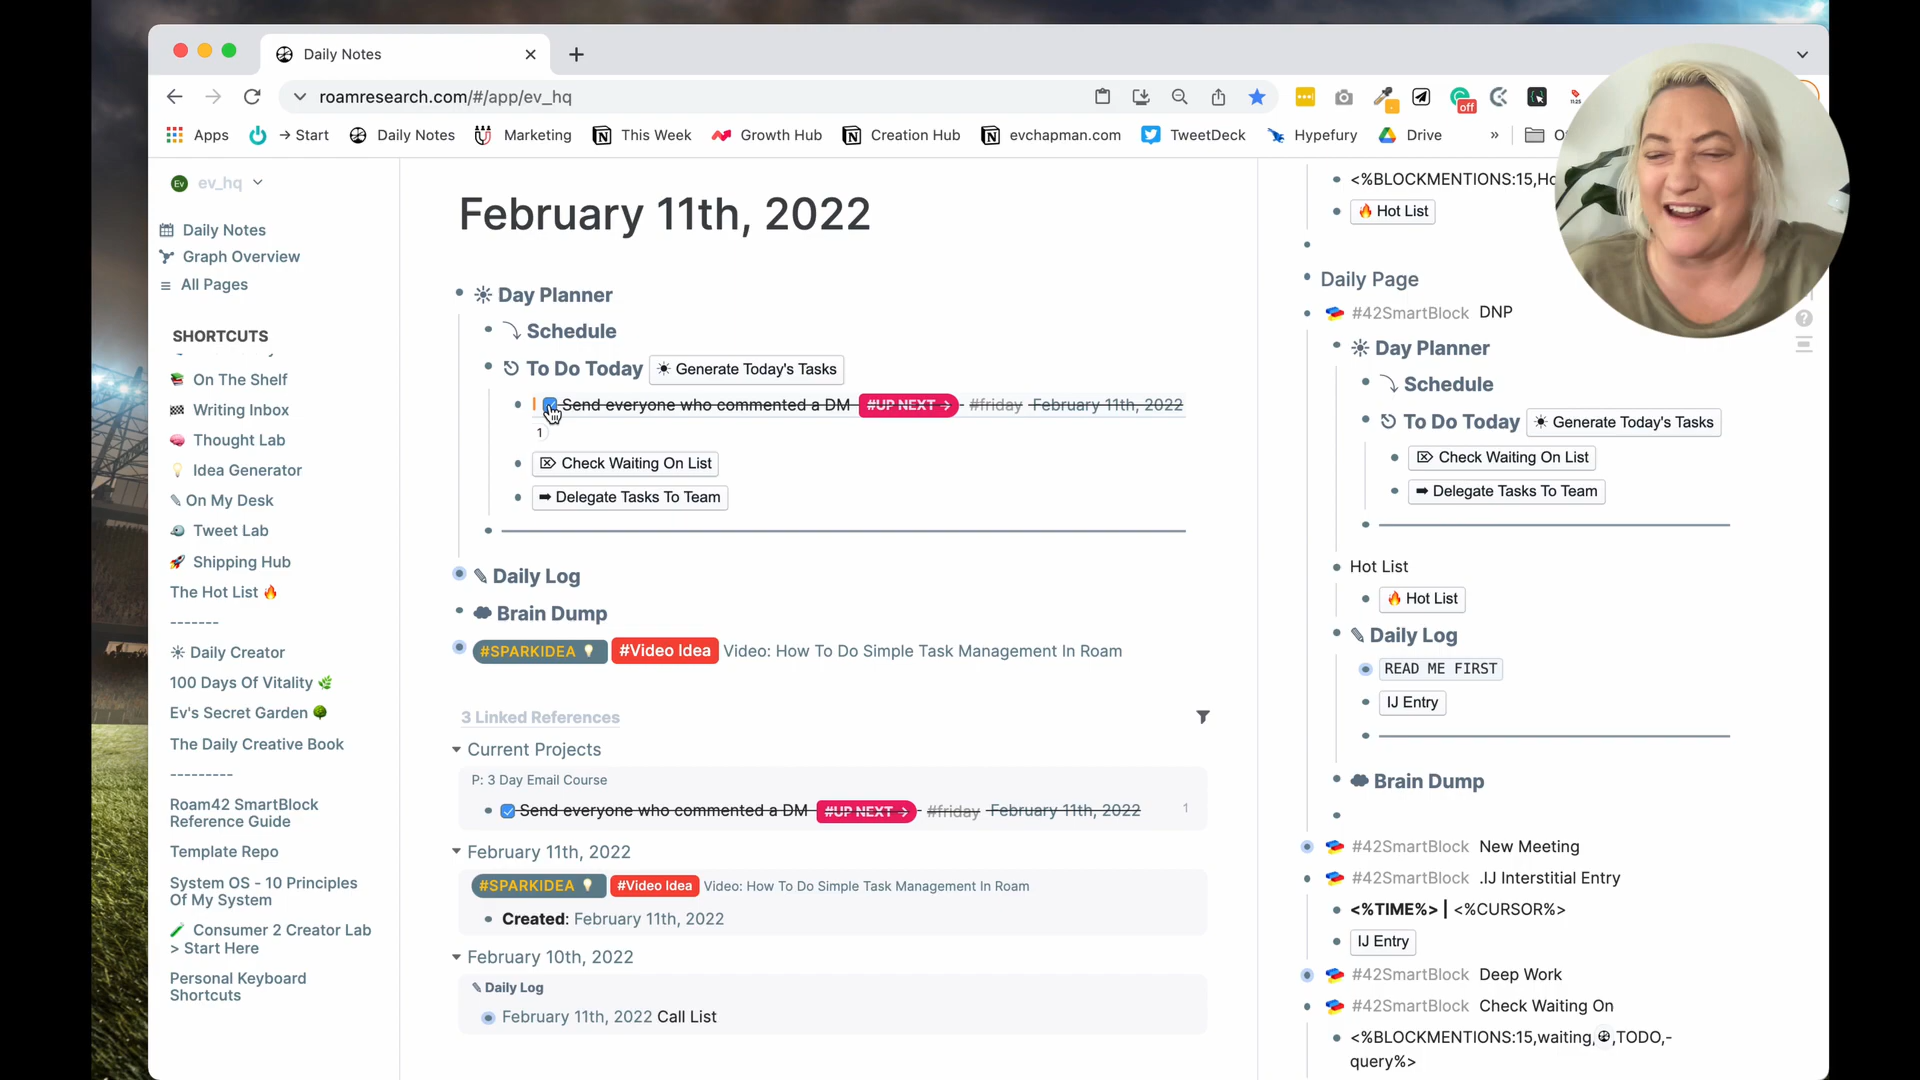 Daily Notes
roamresearch.com/#/app/ev_hq
off
Apps
→ Start
Daily Notes
Marketing
This Week
Growth Hub
Creation Hub
evchapman.com
TweetDeck
Hypefury
Drive
»
Ev ev_hq
Daily Notes
Graph Overview
All Pages
SHORTCUTS
On The Shelf
Writing Inbox
Thought Lab
Idea Generator
On My Desk
Tweet Lab
Shipping Hub
The Hot List 🔥
-------
Daily Creator
100 Days Of Vitality
Ev's Secret Garden
The Daily Creative Book
---------
Roam42 SmartBlock
Reference Guide
Template Repo
System OS - 10 Principles
Of My System
Consumer 2 Creator Lab
> Start Here
Personal Keyboard
Shortcuts
February 11th, 2022
Day Planner
Schedule
To Do Today Generate Today's Tasks
Send everyone who commented a DM #UP NEXT → #friday February 11th, 2022
1
Check Waiting On List
➡ Delegate Tasks To Team
Daily Log
Brain Dump
#SPARKIDEA 💡 #Video Idea Video: How To Do Simple Task Management In Roam
3 Linked References
Current Projects
P: 3 Day Email Course
Send everyone who commented a DM #UP NEXT → #friday February 11th, 2022
1
February 11th, 2022
#SPARKIDEA 💡 #Video Idea Video: How To Do Simple Task Management In Roam
Created: February 11th, 2022
February 10th, 2022
Daily Log
February 11th, 2022 Call List
<%BLOCKMENTIONS:15,Ho
🔥 Hot List
Daily Page
#42SmartBlock DNP
Day Planner
Schedule
To Do Today Generate Today's Tasks
Check Waiting On List
➡ Delegate Tasks To Team
Hot List
🔥 Hot List
Daily Log
READ ME FIRST
IJ Entry
Brain Dump
#42SmartBlock New Meeting
#42SmartBlock .IJ Interstitial Entry
<%TIME%> | <%CURSOR%>
IJ Entry
#42SmartBlock Deep Work
#42SmartBlock Check Waiting On
<%BLOCKMENTIONS:15,waiting,,TODO,-
query%>